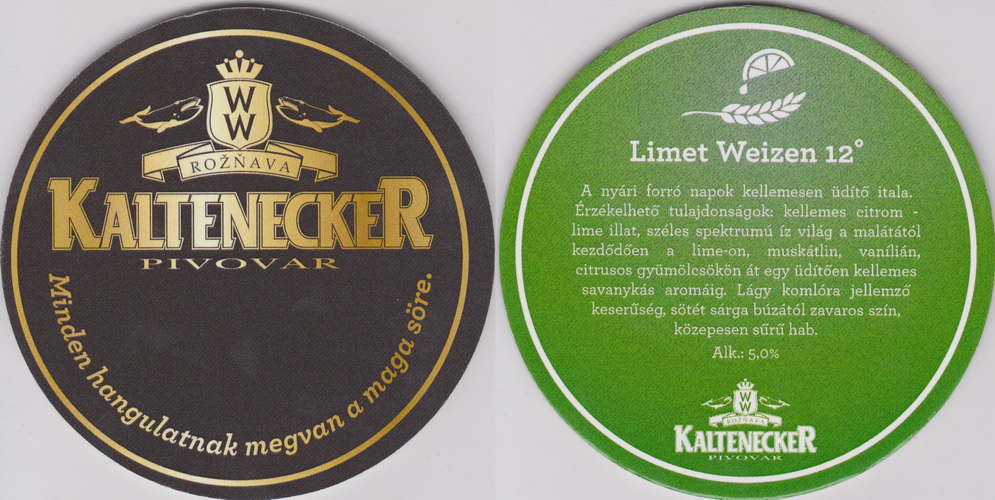 W
W
ROŽŇAVA
KALTENECKER
PIVOVAR
Minden hangulatnak megvan a maga söre.
Limet Weizen 12°
A nyári forró napok kellemesen üdítő itala.
Érzékelhető tulajdonságok: kellemes citrom -
lime illat, széles spektrumú íz világ a malátától
kezdődően a lime-on, muskátlin, vanílián,
citrusos gyümölcsökön át egy üdítően kellemes
savanykás aromáig. Lágy komlóra jellemző
keserűség, sötét sárga búzától zavaros szín,
közepesen sűrű hab.
Alk.: 5,0%
W
W
ROŽŇAVA
KALTENECKER
PIVOVAR